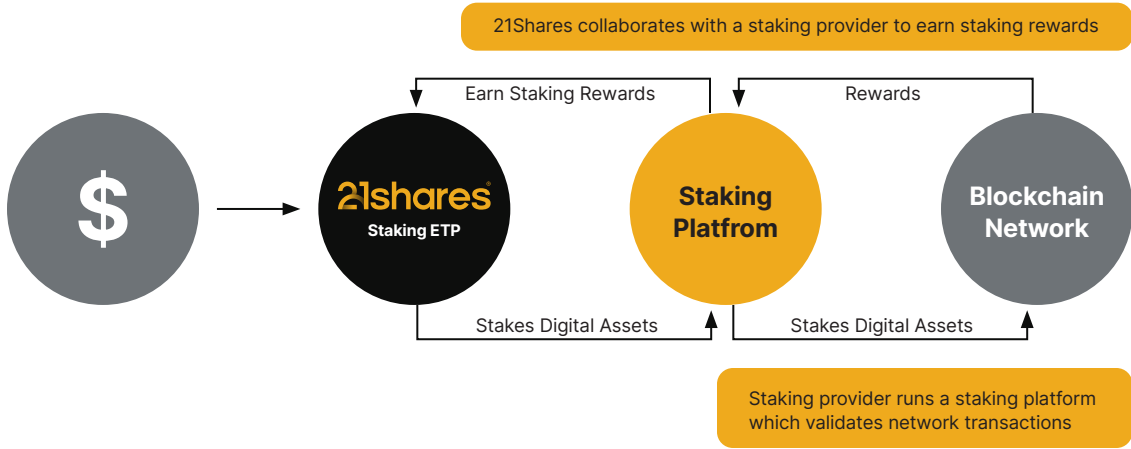 21Shares collaborates with a staking provider to earn staking rewards
Earn Staking Rewards
Rewards
$
21shares®
Staking ETP
Staking
Platfrom
Blockchain
Network
Stakes Digital Assets
Stakes Digital Assets
Staking provider runs a staking platform
which validates network transactions